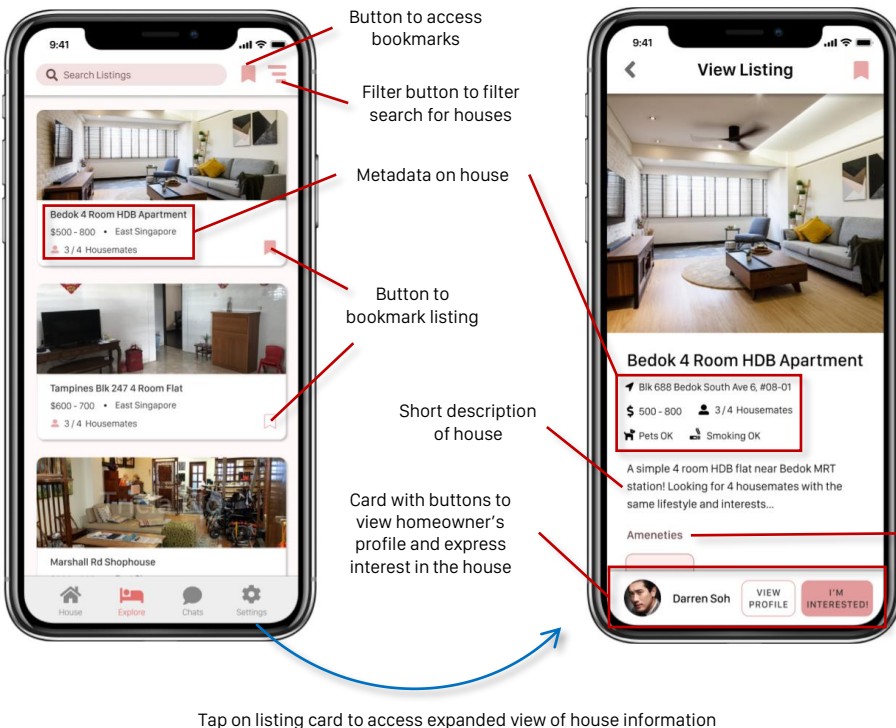 9:41
Search Listings
Bedok 4 Room HDB Apartment
$500 - 800 • East Singapore
3 / 4 Housemates
Tampines Blk 247 4 Room Flat
$600 - 700 • East Singapore
3 / 4 Housemates
Marshall Rd Shophouse
House
Explore
Chats
Settings
Button to access
bookmarks
Filter button to filter
search for houses
Metadata on house
Button to
bookmark listing
Short description
of house
Card with buttons to
view homeowner's
profile and express
interest in the house
9:41
View Listing
Bedok 4 Room HDB Apartment
Blk 688 Bedok South Ave 6, #08-01
$ 500 - 800
3 / 4 Housemates
Pets OK
Smoking OK
A simple 4 room HDB flat near Bedok MRT
station! Looking for 4 housemates with the
same lifestyle and interests...
Ameneties
Darren Soh
VIEW
PROFILE
I'M
INTERESTED!
Tap on listing card to access expanded view of house information